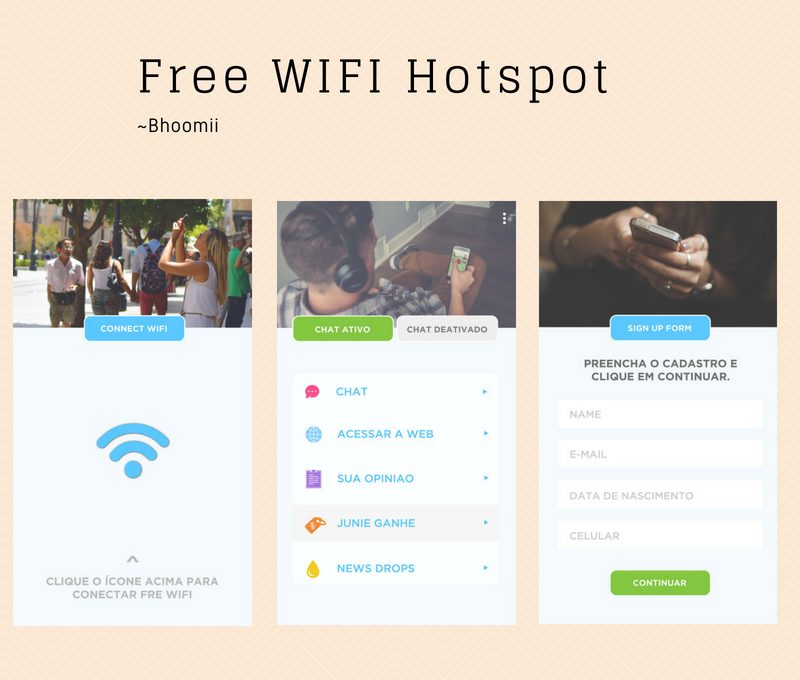 Free WIFI Hotspot
~Bhoomii
CONNECT WIFI
CLIQUE O ÍCONE ACIMA PARA
CONECTAR FRE WIFI
CHAT ATIVO
CHAT DEATIVADO
CHAT
ACESSAR A WEB
SUA OPINIAO
JUNIE GANHE
NEWS DROPS
SIGN UP FORM
PREENCHA O CADASTRO E
CLIQUE EM CONTINUAR.
NAME
E-MAIL
DATA DE NASCIMENTO
CELULAR
CONTINUAR